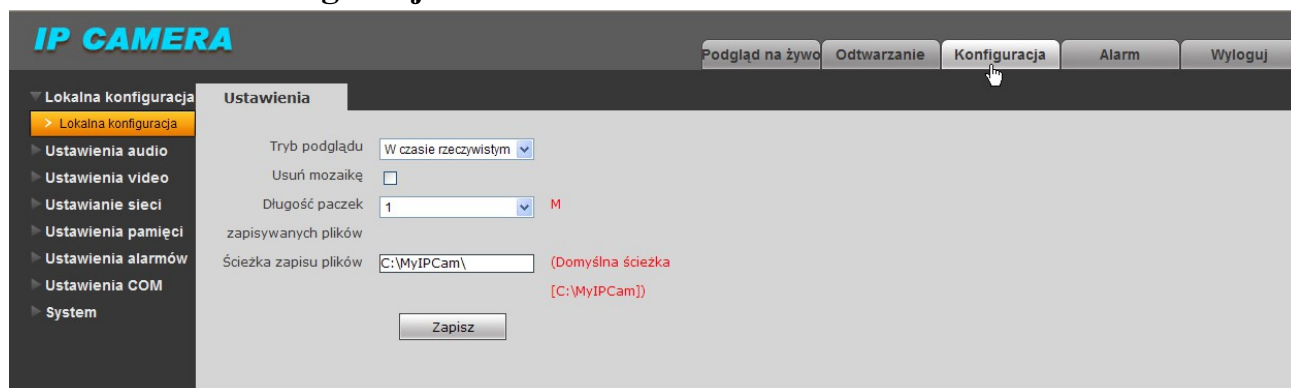 IP CAMERA
Podgląd na żywo Odtwarzanie Konfiguracja Alarm Wyloguj
Lokalna konfiguracja
> Lokalna konfiguracja
Ustawienia audio
Ustawienia video
Ustawianie sieci
Ustawienia pamięci
Ustawienia alarmów
Ustawienia COM
System
Ustawienia
Tryb podglądu W czasie rzeczywistym
Usuń mozaikę
Długość paczek 1 M
zapisywanych plików
Ścieżka zapisu plików C:\MyIPCam\ (Domyślna ścieżka
[C:\MyIPCam])
Zapisz